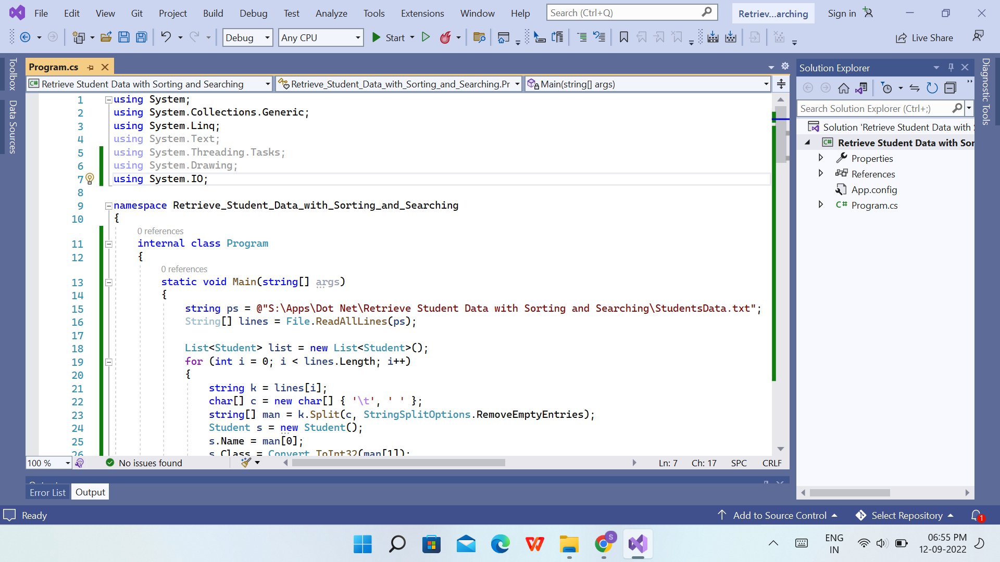 File Edit View Git Project Build Debug Test Analyze Tools Extensions Window Help Search (Ctrl+Q) Retriev...arching Sign in
Debug Any CPU Start Live Share
Toolbox
Data Sources
Program.cs
Retrieve Student Data with Sorting and Searching Retrieve_Student_Data_with_Sorting_and_Searching.Pr Main(string[] args)
1 using System;
2 using System.Collections.Generic;
3 using System.Linq;
4 using System.Text;
5 using System.Threading.Tasks;
6 using System.Drawing;
7 using System.IO;
8
9 namespace Retrieve_Student_Data_with_Sorting_and_Searching
10 {
0 references
11 internal class Program
12 {
0 references
13 static void Main(string[] args)
14 {
15 string ps = @"S:\Apps\Dot Net\Retrieve Student Data with Sorting and Searching\StudentsData.txt";
16 String[] lines = File.ReadAllLines(ps);
17
18 List<Student> list = new List<Student>();
19 for (int i = 0; i < lines.Length; i++)
20 {
21 string k = lines[i];
22 char[] c = new char[] { '\t', ' ' };
23 string[] man = k.Split(c, StringSplitOptions.RemoveEmptyEntries);
24 Student s = new Student();
25 s.Name = man[0];
26 s.Class = Convert.ToInt32(man[1]);
100 % No issues found Ln: 7 Ch: 17 SPC CRLF
Error List Output
Solution Explorer
Search Solution Explorer (Ctrl+;)
Solution 'Retrieve Student Data with S
C# Retrieve Student Data with Sor
Properties
References
App.config
C# Program.cs
Diagnostic Tools
Ready Add to Source Control Select Repository 1
S
ENG
IN
06:55 PM
12-09-2022